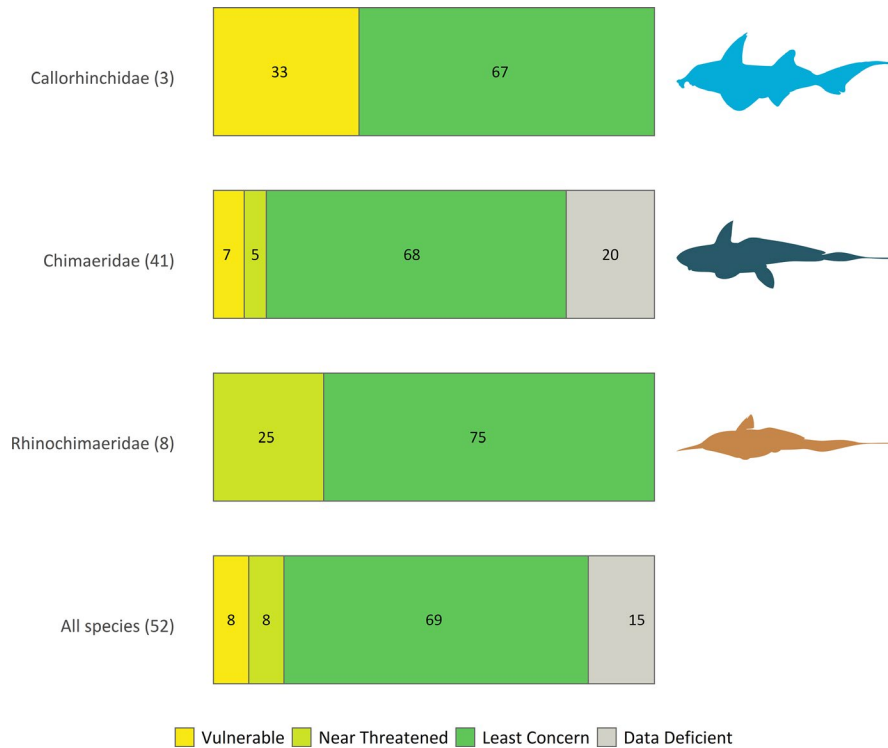 33 67
Callorhinchidae (3)
7 5 68 20
Chimaeridae (41)
25 75
Rhinochimaeridae (8)
8 8 69 15
All species (52)
Vulnerable Near Threatened Least Concern Data Deficient